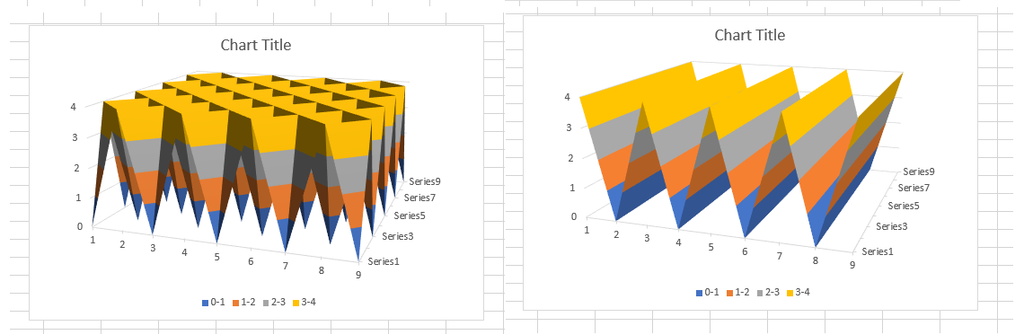 Chart Title
4
3
2
1
0
1 2 3 4 5 6 7 8 9
Series9
Series7
Series5
Series3
Series1
0-1 1-2 2-3 3-4
Chart Title
4
3
2
1
0
1 2 3 4 5 6 7 8 9
Series9
Series7
Series5
Series3
Series1
0-1 1-2 2-3 3-4